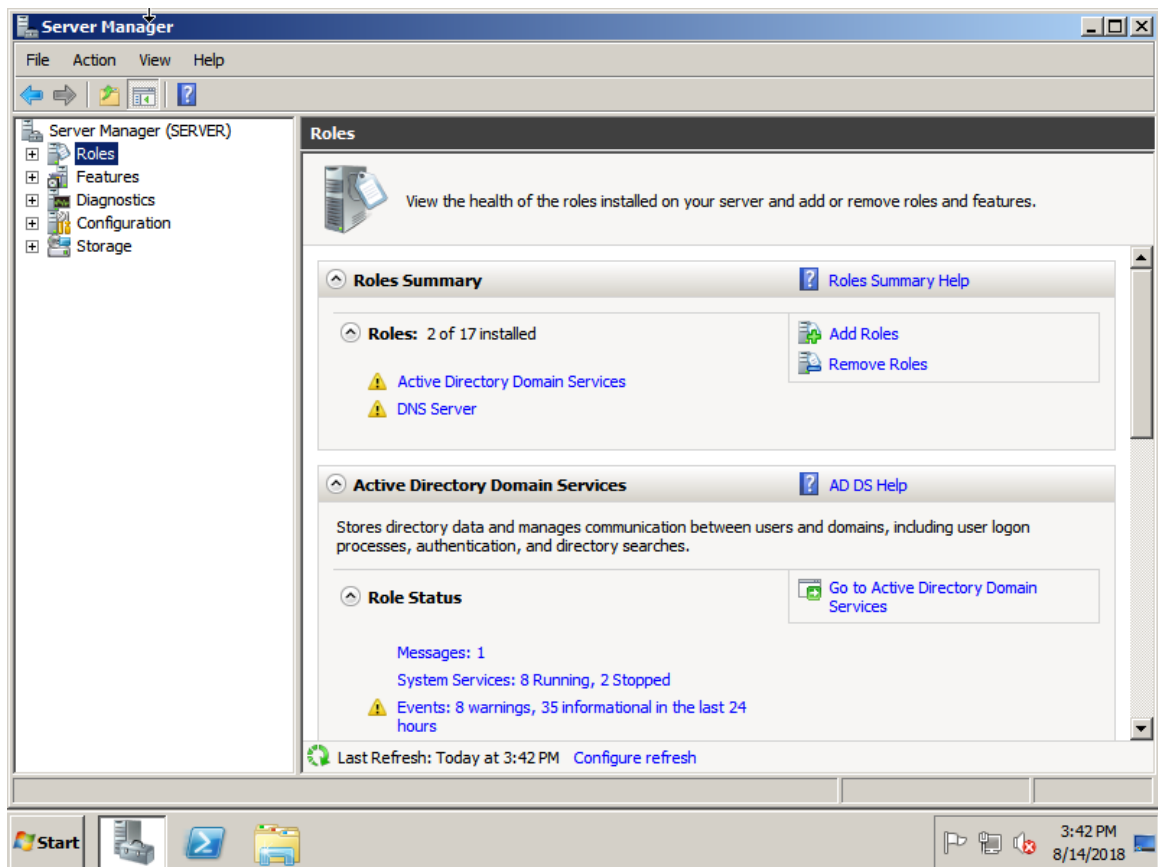 Server Manager
File Action View Help
Server Manager (SERVER)
Roles
Features
Diagnostics
Configuration
Storage
Roles
View the health of the roles installed on your server and add or remove roles and features.
Roles Summary
Roles Summary Help
Roles: 2 of 17 installed
Add Roles
Remove Roles
Active Directory Domain Services
DNS Server
Active Directory Domain Services
AD DS Help
Stores directory data and manages communication between users and domains, including user logon
processes, authentication, and directory searches.
Role Status
Go to Active Directory Domain
Services
Messages: 1
System Services: 8 Running, 2 Stopped
Events: 8 warnings, 35 informational in the last 24
hours
Last Refresh: Today at 3:42 PM Configure refresh
Start
3:42 PM
8/14/2018